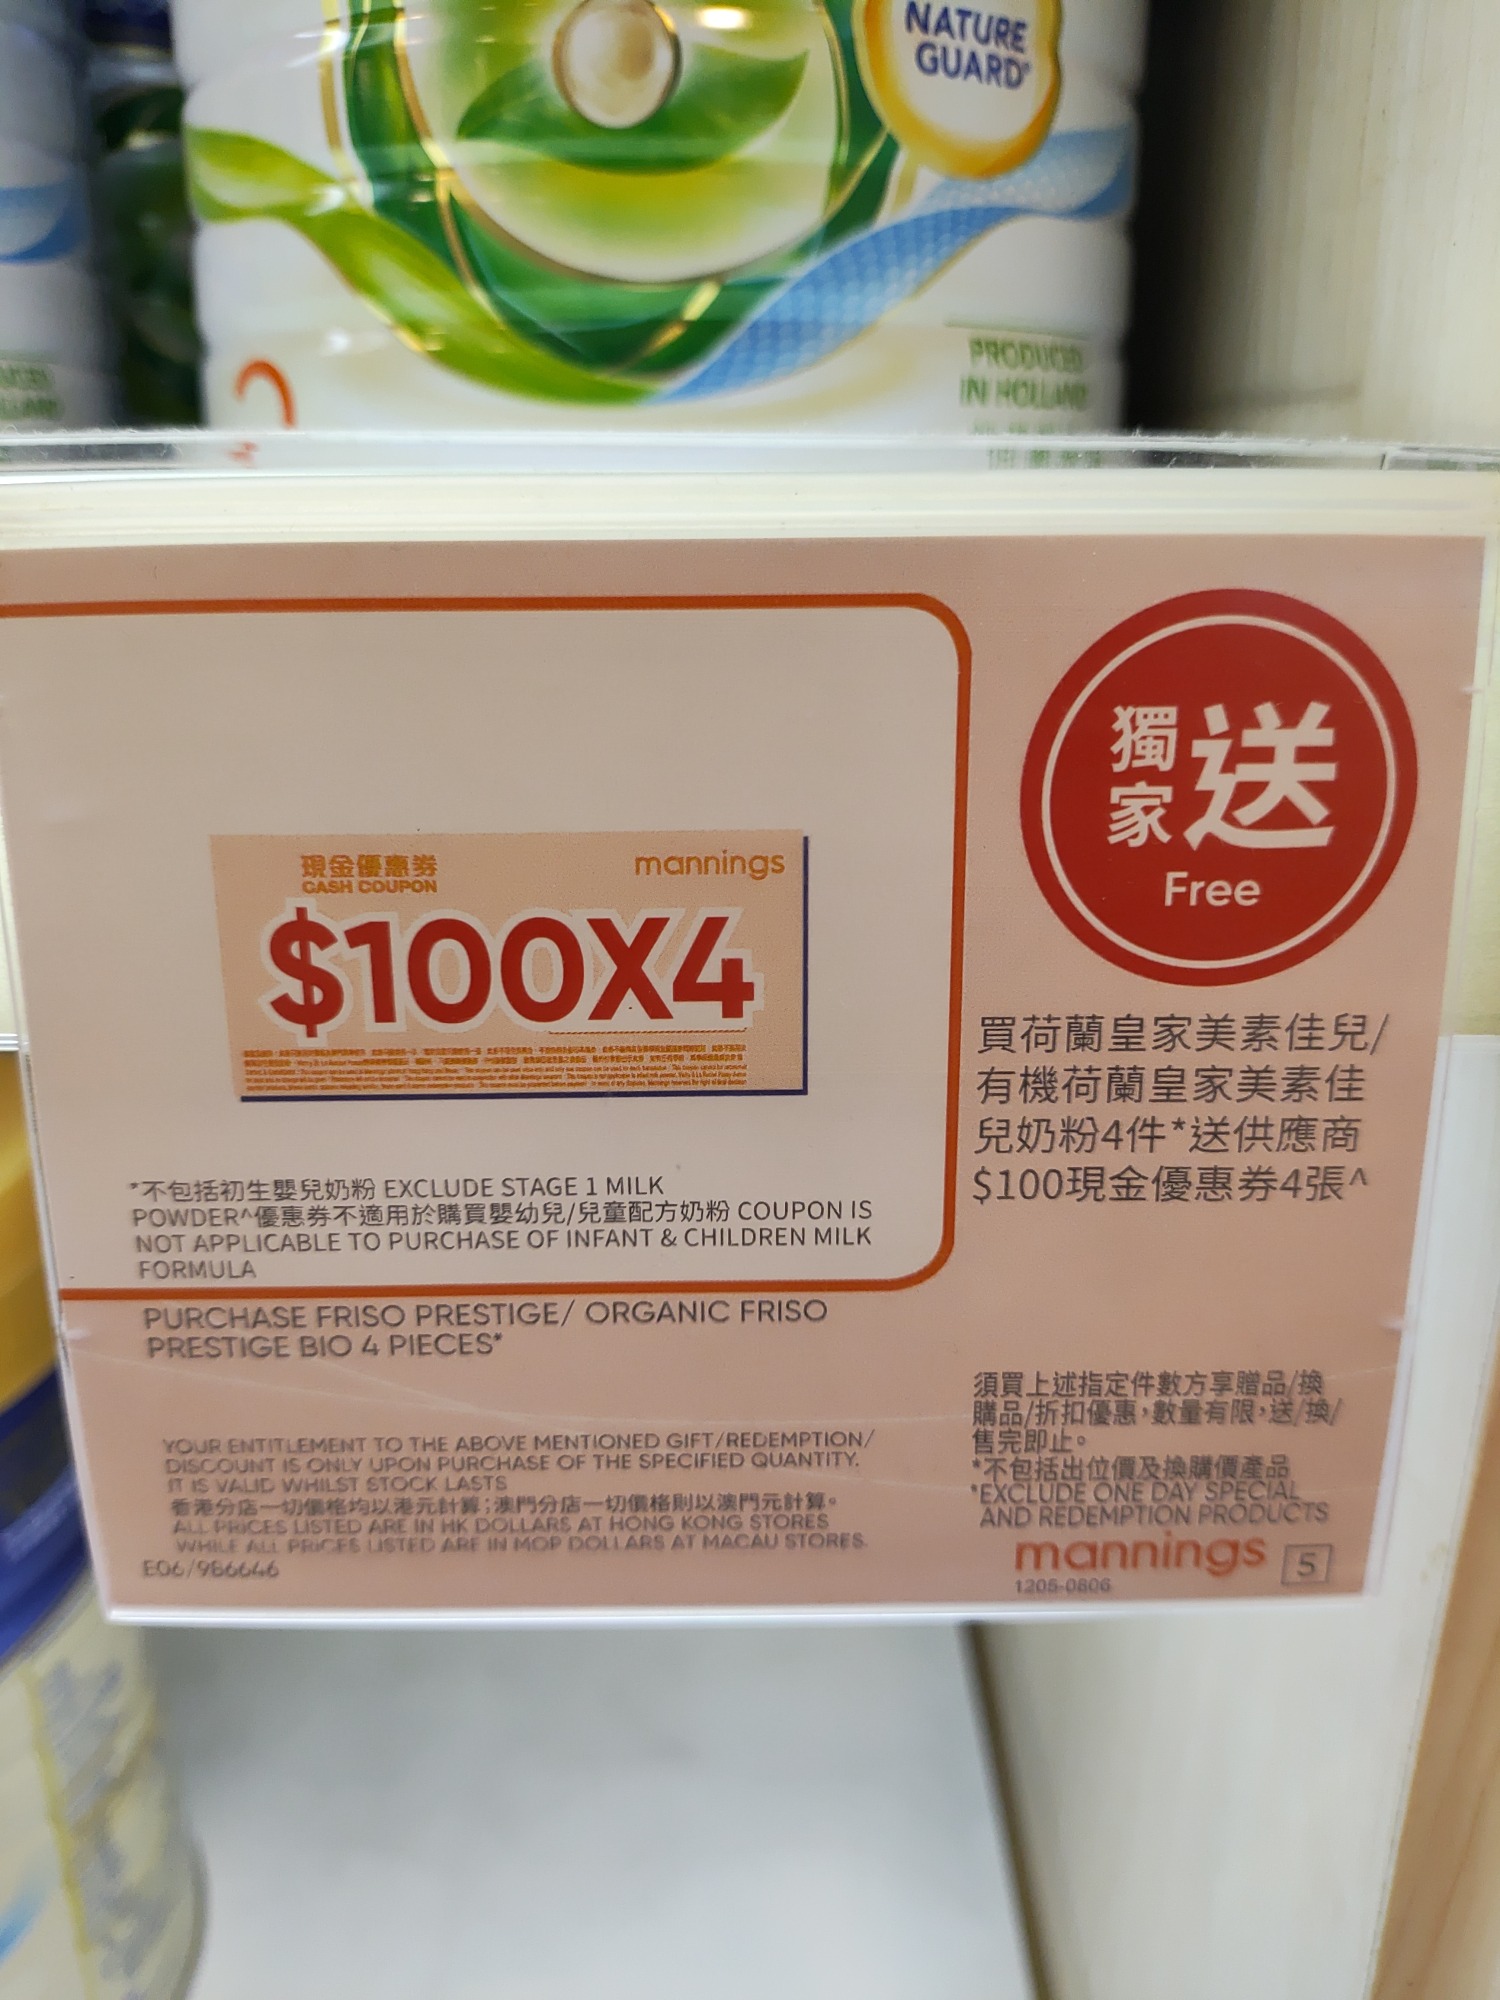 NATURE
GUARD
PRODUCED
IN HOLLAND
獨家送
Free
現金優惠券
CASH COUPON
mannings
$100X4
買荷蘭皇家美素佳兒/
有機荷蘭皇家美素佳
兒奶粉4件*送供應商
$100現金優惠券4張^
*不包括初生嬰兒奶粉 EXCLUDE STAGE 1 MILK
POWDER^優惠券不適用於購買嬰幼兒/兒童配方奶粉 COUPON IS
NOT APPLICABLE TO PURCHASE OF INFANT & CHILDREN MILK
FORMULA
PURCHASE FRISO PRESTIGE/ ORGANIC FRISO
PRESTIGE BIO 4 PIECES*
YOUR ENTITLEMENT TO THE ABOVE MENTIONED GIFT/REDEMPTION/
DISCOUNT IS ONLY UPON PURCHASE OF THE SPECIFIED QUANTITY.
IT IS VALID WHILST STOCK LASTS
香港分店一切價格均以港元計算;澳門分店一切價格則以澳門元計算。
ALL PRICES LISTED ARE IN HK DOLLARS AT HONG KONG STORES
WHILE ALL PRICES LISTED ARE IN MOP DOLLARS AT MACAU STORES.
E06/986646
須買上述指定件數方享贈品/換
購品/折扣優惠,數量有限,送/換/
售完即止。
*不包括出位價及換購價產品
*EXCLUDE ONE DAY SPECIAL
AND REDEMPTION PRODUCTS
mannings 5
1205-0806